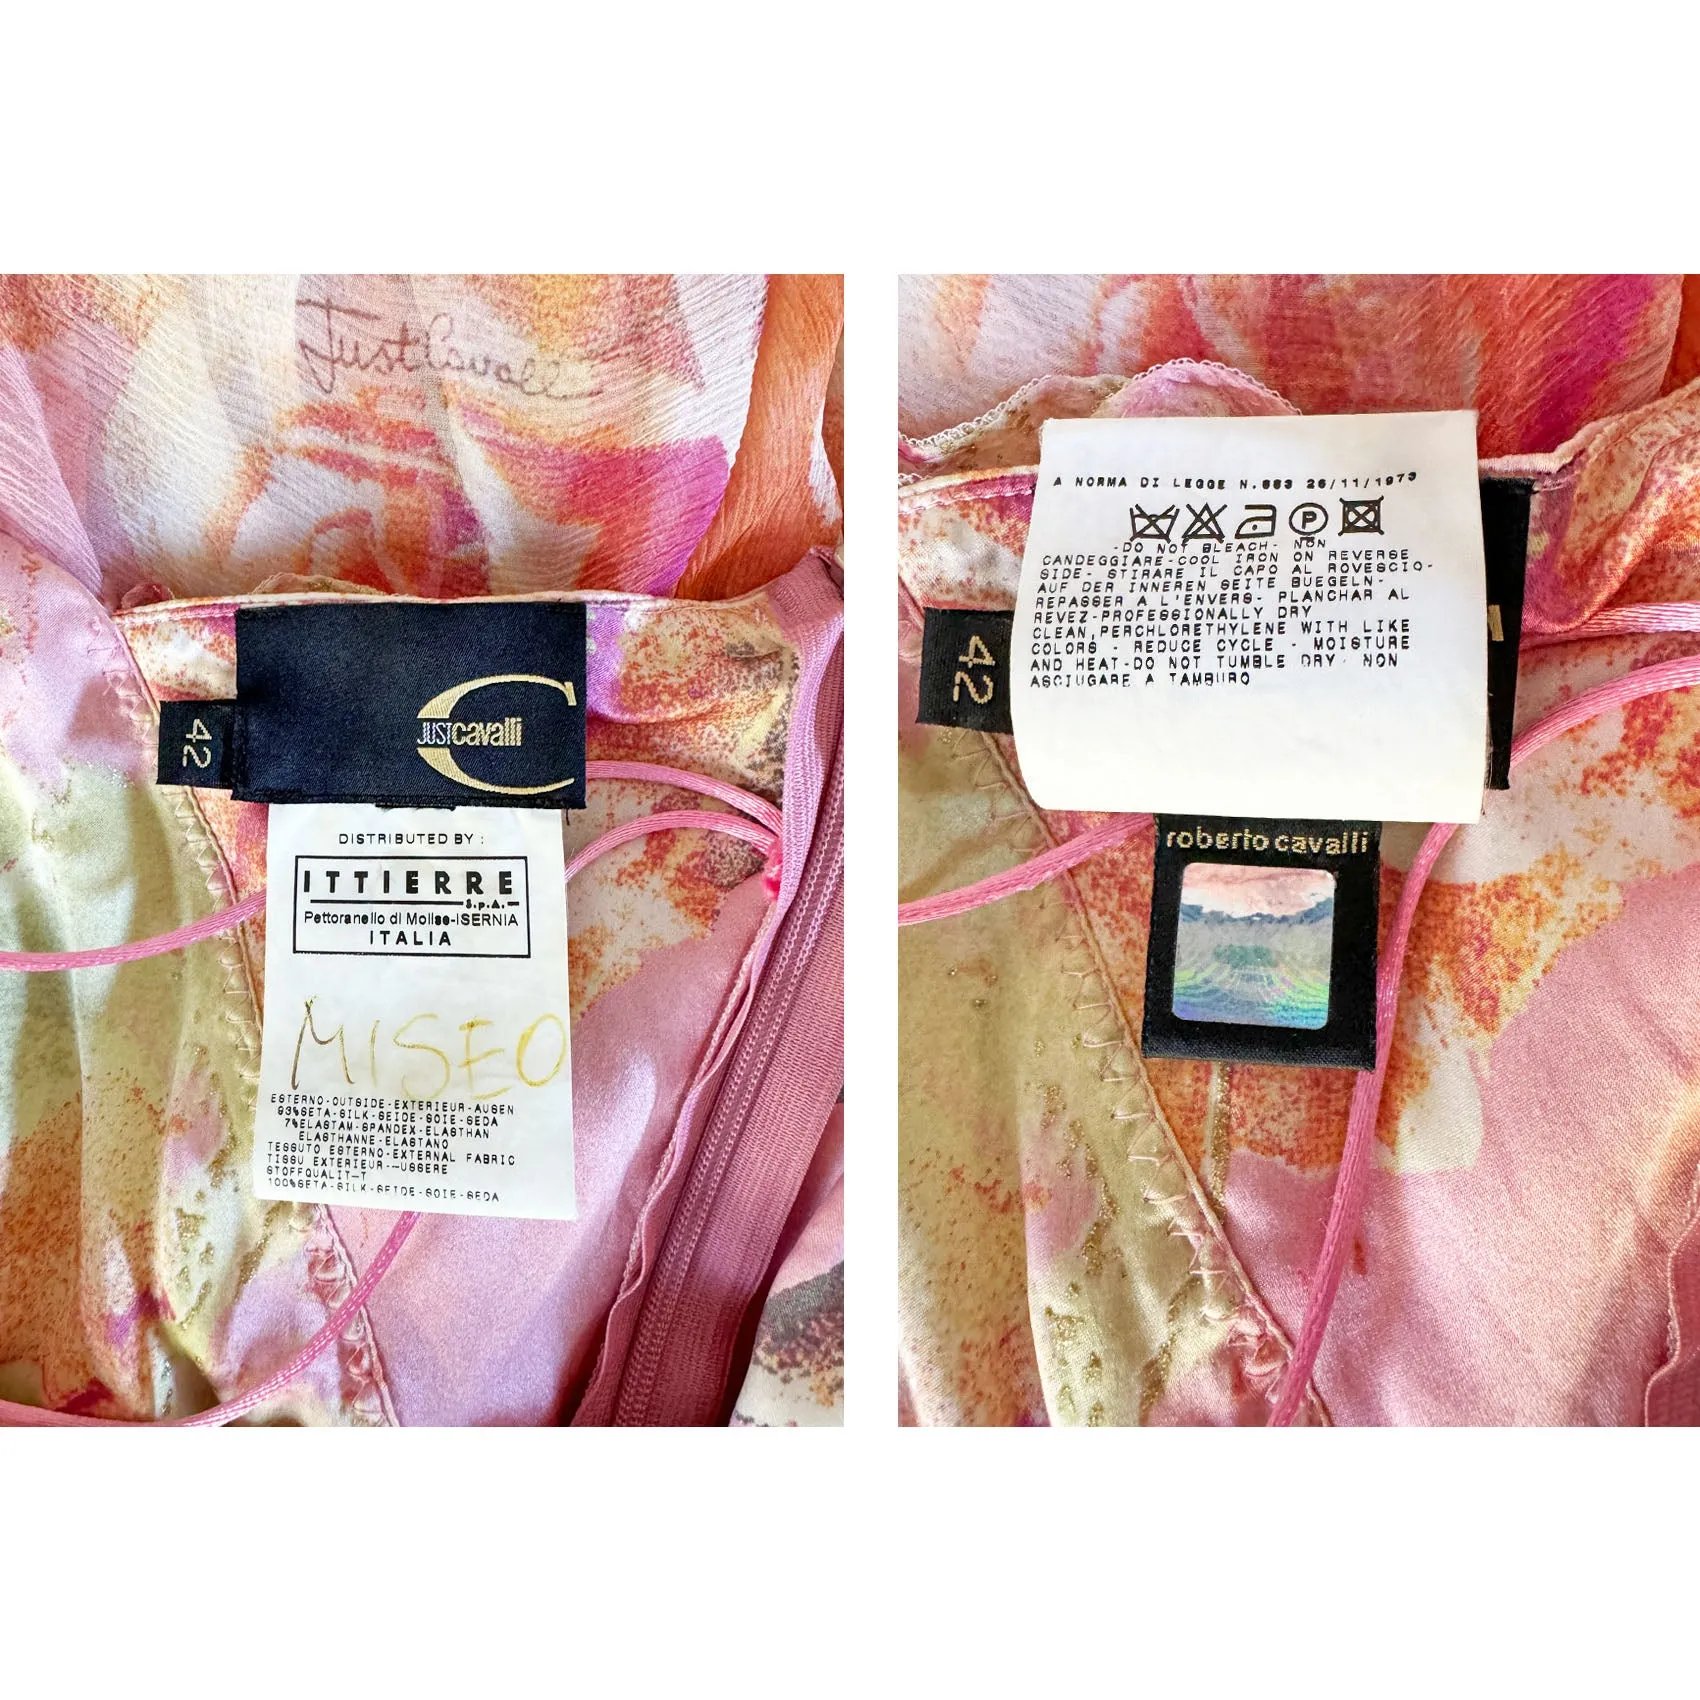 Just Cavalli
42
JUSTcavalli
DISTRIBUTED BY :
ITTIERRE
S.p.A.
Pettoranello di Molise-ISERNIA
ITALIA
MISEO
ESTERNO-OUTSIDE-EXTERIEUR-AUSEN
93%SETA-SILK-SEIDE-SOIE-SEDA
7%ELASTAM-SPANDEX-ELASTHAN
ELASTHANNE-ELASTANO
TESSUTO ESTERNO-EXTERNAL FABRIC
TISSU EXTERIEUR-–USSERE
STOFFQUALIT–T
100%SETA-SILK-SEIDE-SOIE-SEDA
A NORMA DI LEGGE N.883 26/11/1973
P
-DO NOT BLEACH- NON
CANDEGGIARE-COOL IRON ON REVERSE
SIDE- STIRARE IL CAPO AL ROVESCIO-
AUF DER INNEREN SEITE BUEGELN-
REPASSER A L'ENVERS- PLANCHAR AL
REVEZ-PROFESSIONALLY DRY
CLEAN,PERCHLORETHYLENE WITH LIKE
COLORS - REDUCE CYCLE - MOISTURE
AND HEAT-DO NOT TUMBLE DRY- NON
ASCIUGARE A TAMBURO
42
roberto cavalli